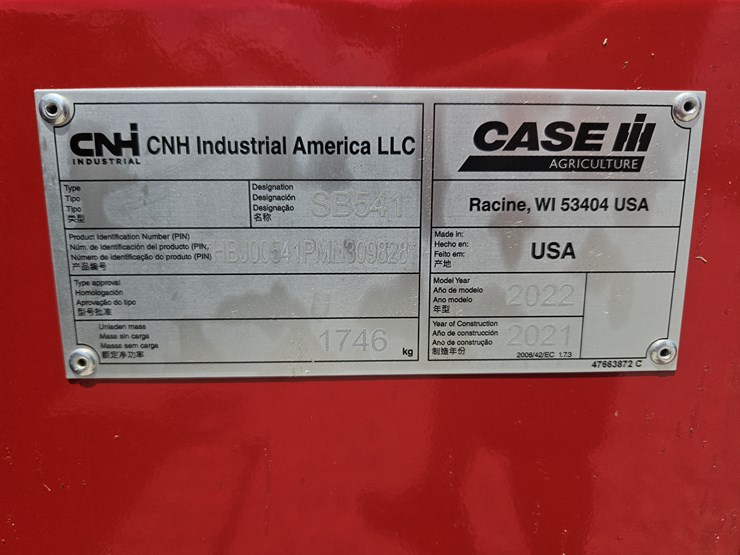 CNH
INDUSTRIAL
CNH Industrial America LLC
Type
Tipo
Tipo
类型
Designation
Designación
Designação
名称
SB541
Product Identification Number (PIN)
Núm. de identificación del producto (PIN)
Número de identificação do produto (PIN)
产品编号
HBJ00541PMN309828
Type approval
Homologación
Aprovação do tipo
型号批准
Unladen mass
Masa sin carga
Massa sem carga
额定净功率
1746
kg
CASE IH
AGRICULTURE
Racine, WI 53404 USA
Made in:
Hecho en:
Feito em:
产地
USA
Model Year
Año de modelo
Ano modelo
年型
2022
Year of Construction
Año de construcción
Ano de construção
制造年份
2021
2006/42/EC 1.7.3
47663872 C